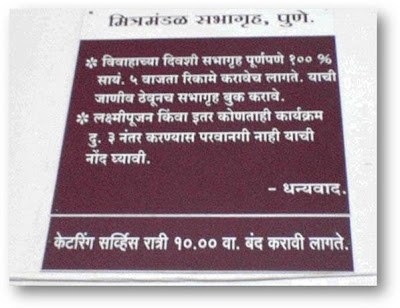 मित्रमंडळ सभागृह, पुणे.
❇ विवाहाच्या दिवशी सभागृह पूर्णपणे १०० %
सायं. ५ वाजता रिकामे करावेच लागते. याची
जाणीव ठेवूनच सभागृह बुक करावे.
❇ लक्ष्मीपूजन किंवा इतर कोणताही कार्यक्रम
दु. ३ नंतर करण्यास परवानगी नाही याची
नोंद घ्यावी.
- धन्यवाद.
केटरिंग सर्व्हिस रात्री १०.०० वा. बंद करावी लागते.